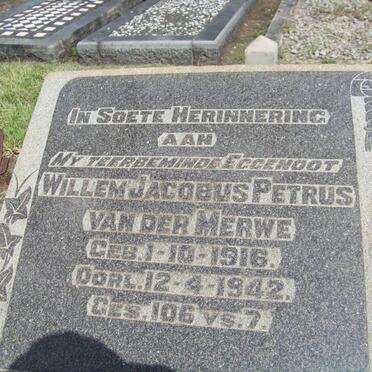 IN SOETE HERINNERING
AAN
MY TEERBEMINDE EGGENOOT
WILLEM JACOBUS PETRUS
VAN DER MERWE
GEB. 1-10-1916.
OORL. 12-4-1942.
GES. 106 VS. 7.